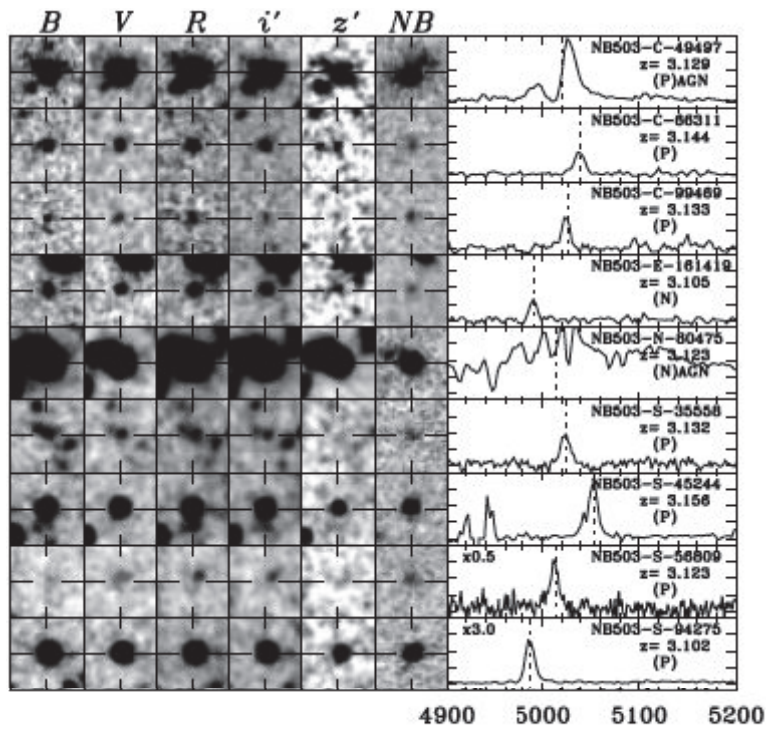 B V R i' z' NB
NB503-C-49497
z= 3.129
(P)AGN
NB503-C-86311
z= 3.144
(P)
NB503-C-99469
z= 3.133
(P)
NB503-E-161419
z= 3.105
(N)
NB503-N-80475
z= 3.123
(N)AGN
NB503-S-35558
z= 3.132
(P)
NB503-S-45244
z= 3.156
(P)
x0.5 NB503-S-56809
z= 3.123
(P)
x3.0 NB503-S-94275
z= 3.102
(P)
4900 5000 5100 5200